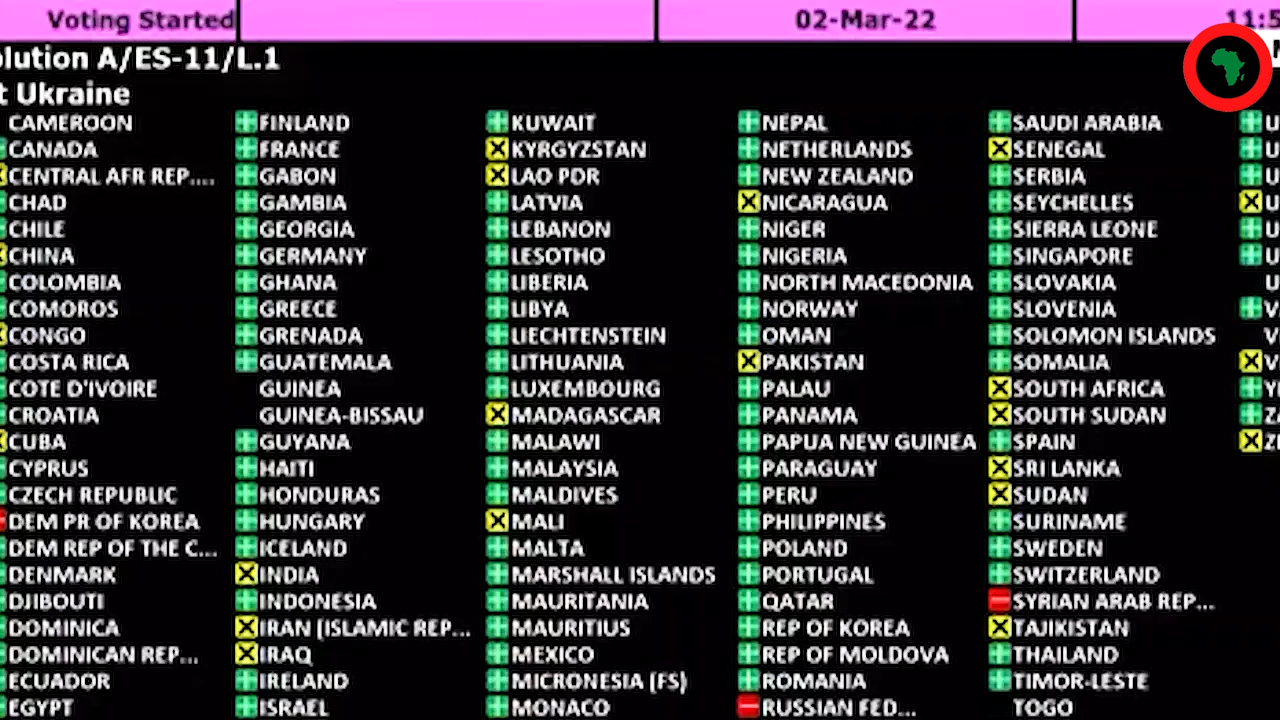 Voting Started 02-Mar-22 11:5
olution A/ES-11/L.1
t Ukraine
CAMEROON
CANADA
CENTRAL AFR REP....
CHAD
CHILE
CHINA
COLOMBIA
COMOROS
CONGO
COSTA RICA
COTE D'IVOIRE
CROATIA
CUBA
CYPRUS
CZECH REPUBLIC
DEM PR OF KOREA
DEM REP OF THE C...
DENMARK
DJIBOUTI
DOMINICA
DOMINICAN REP...
ECUADOR
EGYPT
FINLAND
FRANCE
GABON
GAMBIA
GEORGIA
GERMANY
GHANA
GREECE
GRENADA
GUATEMALA
GUINEA
GUINEA-BISSAU
GUYANA
HAITI
HONDURAS
HUNGARY
ICELAND
INDIA
INDONESIA
IRAN (ISLAMIC REP...
IRAQ
IRELAND
ISRAEL
KUWAIT
KYRGYZSTAN
LAO PDR
LATVIA
LEBANON
LESOTHO
LIBERIA
LIBYA
LIECHTENSTEIN
LITHUANIA
LUXEMBOURG
MADAGASCAR
MALAWI
MALAYSIA
MALDIVES
MALI
MALTA
MARSHALL ISLANDS
MAURITANIA
MAURITIUS
MEXICO
MICRONESIA (FS)
MONACO
NEPAL
NETHERLANDS
NEW ZEALAND
NICARAGUA
NIGER
NIGERIA
NORTH MACEDONIA
NORWAY
OMAN
PAKISTAN
PALAU
PANAMA
PAPUA NEW GUINEA
PARAGUAY
PERU
PHILIPPINES
POLAND
PORTUGAL
QATAR
REP OF KOREA
REP OF MOLDOVA
ROMANIA
RUSSIAN FED...
SAUDI ARABIA
SENEGAL
SERBIA
SEYCHELLES
SIERRA LEONE
SINGAPORE
SLOVAKIA
SLOVENIA
SOLOMON ISLANDS
SOMALIA
SOUTH AFRICA
SOUTH SUDAN
SPAIN
SRI LANKA
SUDAN
SURINAME
SWEDEN
SWITZERLAND
SYRIAN ARAB REP...
TAJIKISTAN
THAILAND
TIMOR-LESTE
TOGO